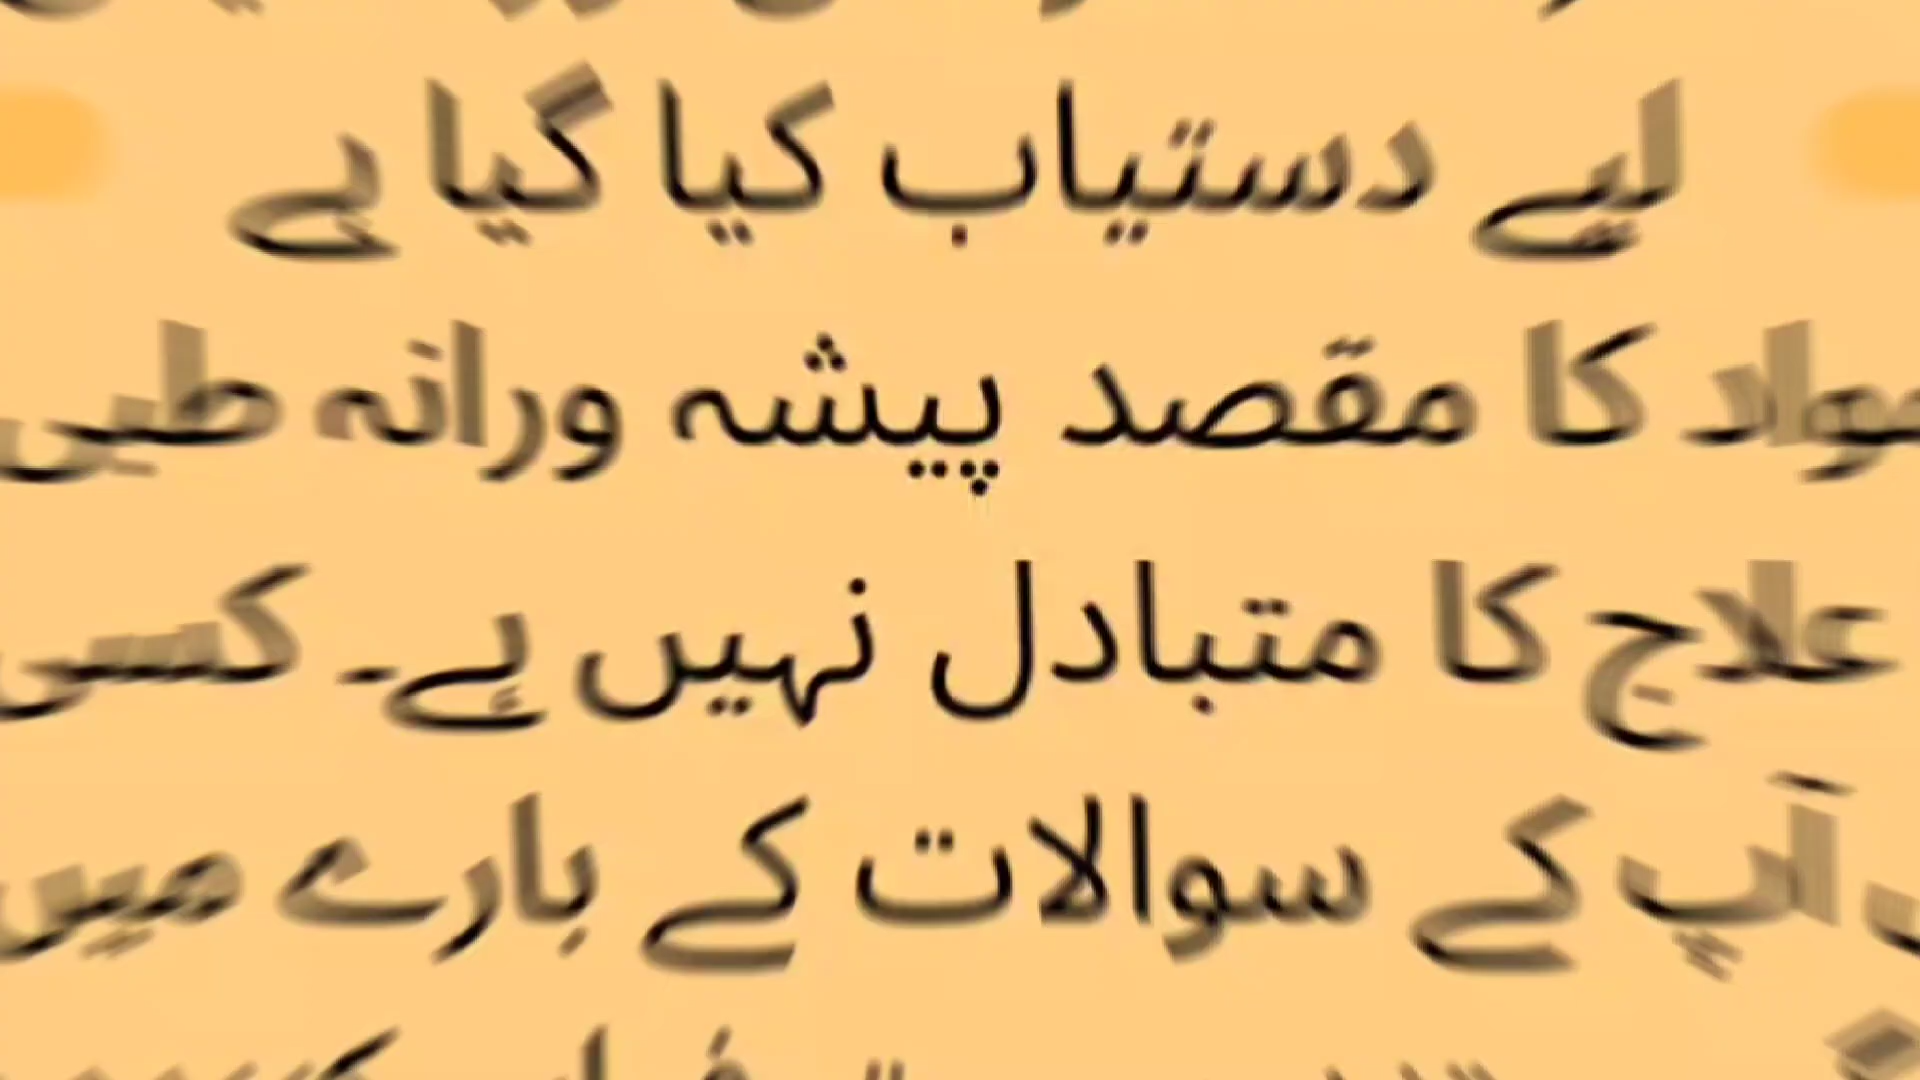 لیے دستیاب کیا گیا ہے
مواد کا مقصد پیشہ ورانہ طبی
علاج کا متبادل نہیں ہے۔ کسی
آپ کے سوالات کے بارے میں